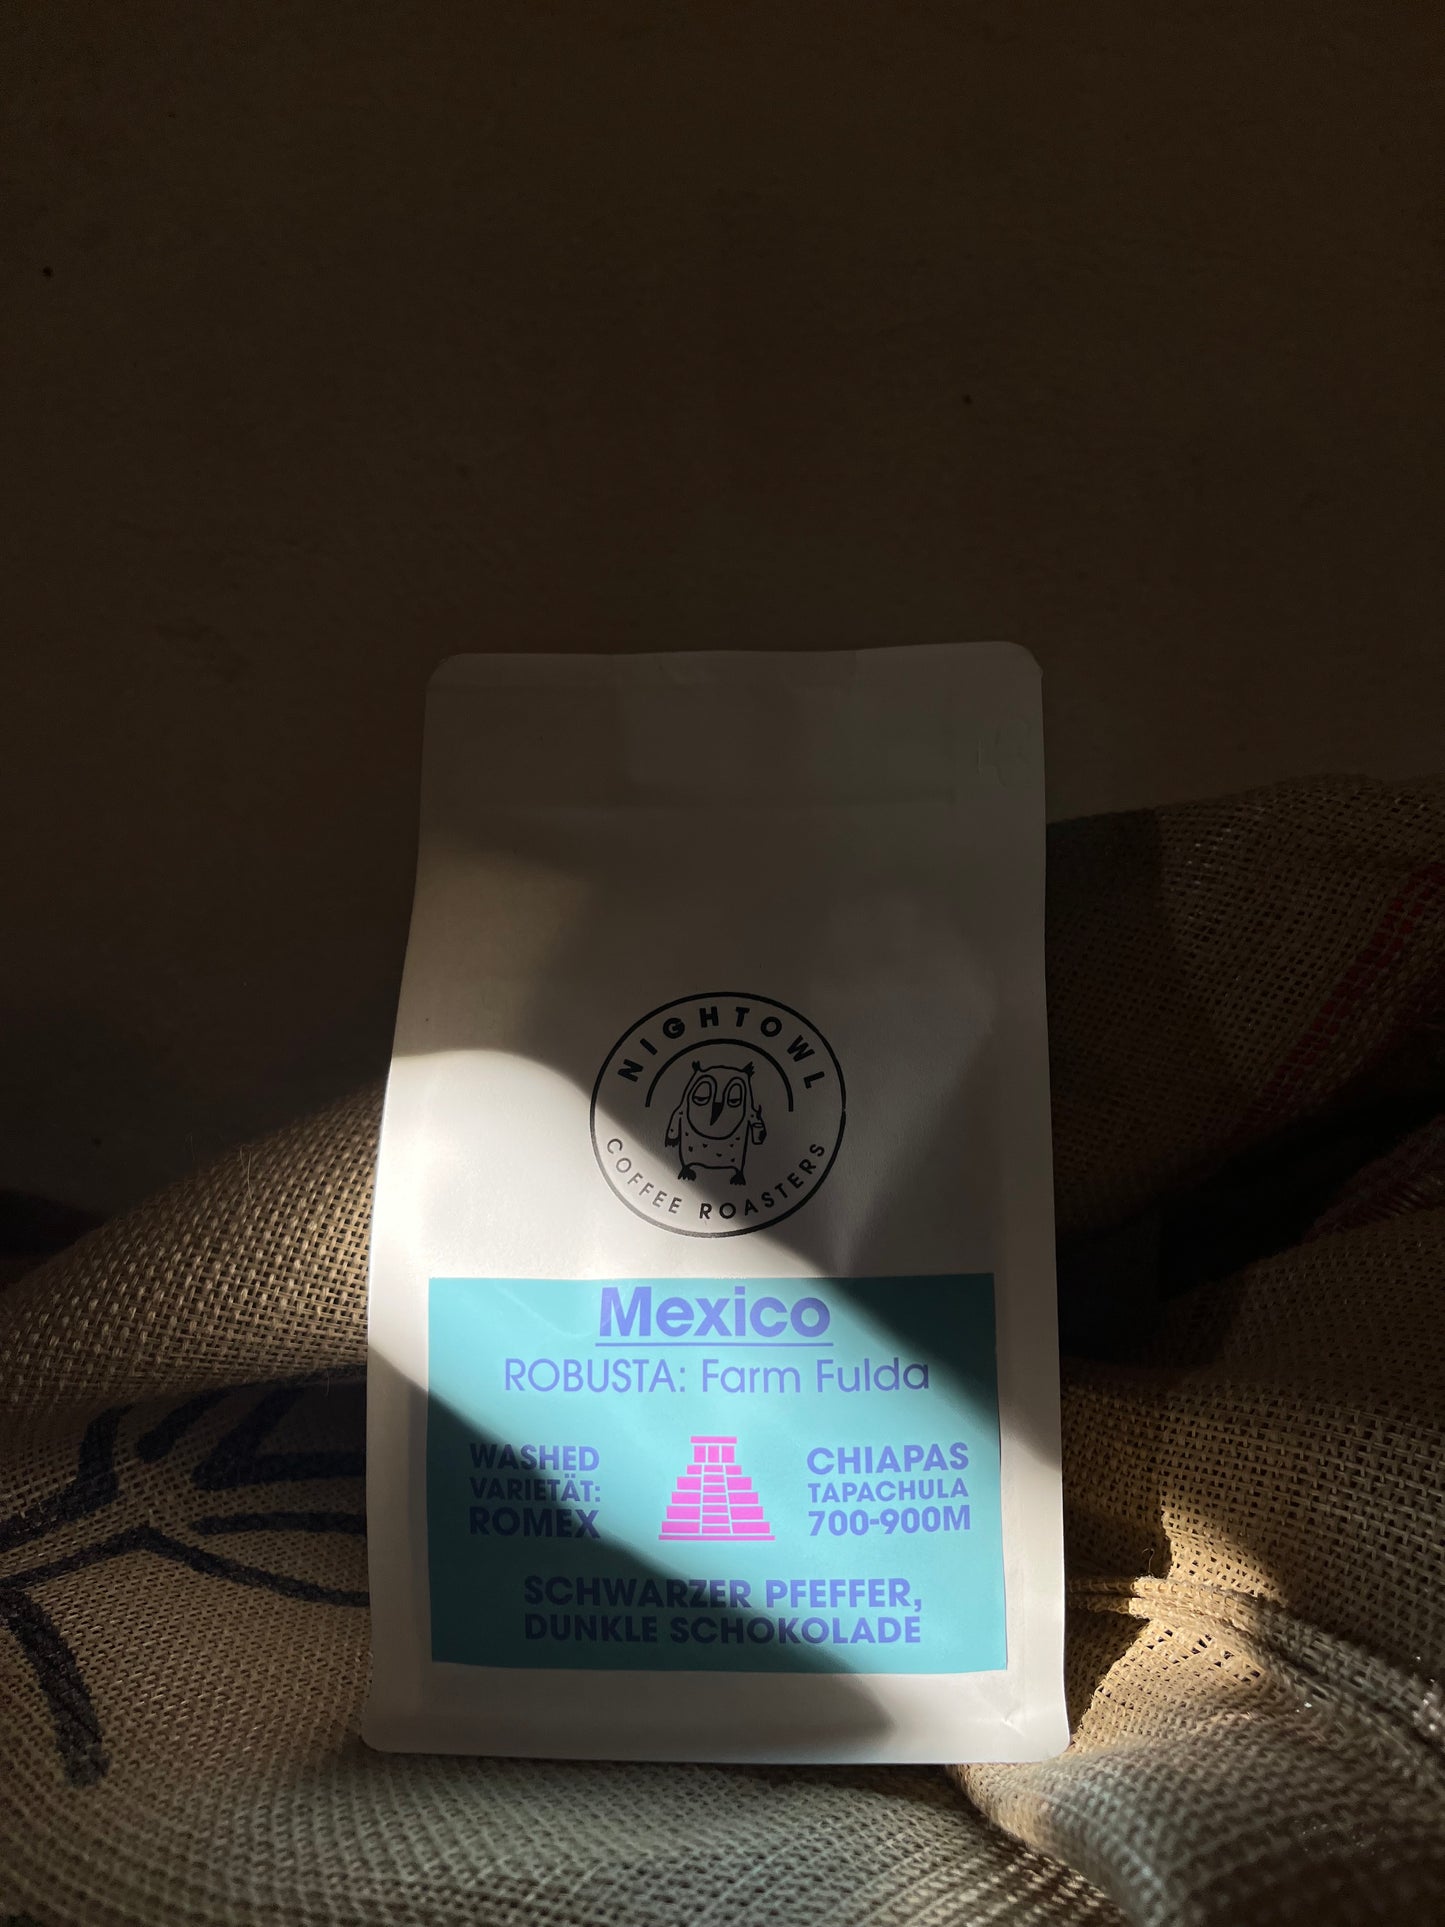 NIGHTOWL
COFFEE ROASTERS
Mexico
ROBUSTA: Farm Fulda
WASHED
VARIETÄT:
ROMEX
CHIAPAS
TAPACHULA
700-900M
SCHWARZER PFEFFER,
DUNKLE SCHOKOLADE